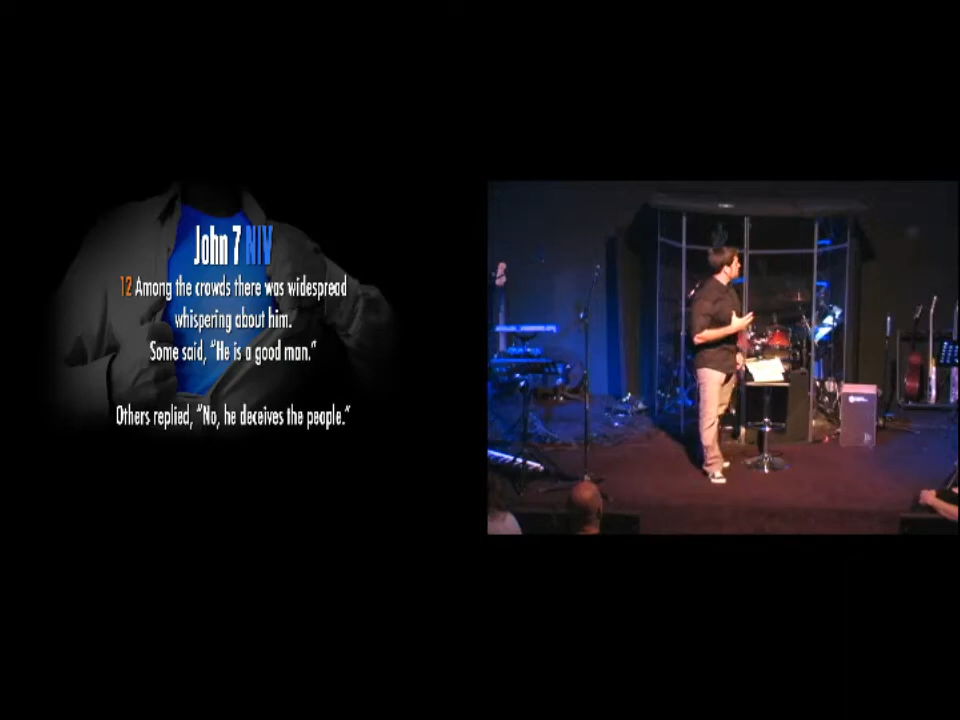 John 7 NIV
12 Among the crowds there was widespread
whispering about him.
Some said, "He is a good man."
Others replied, "No, he deceives the people."